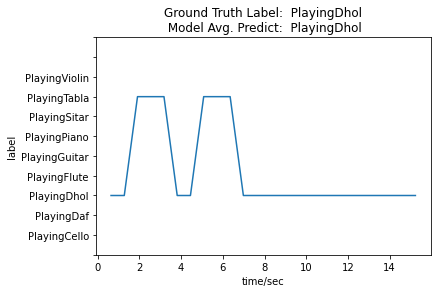 Ground Truth Label:  PlayingDhol
Model Avg. Predict:  PlayingDhol
label
PlayingViolin
PlayingTabla
PlayingSitar
PlayingPiano
PlayingGuitar
PlayingFlute
PlayingDhol
PlayingDaf
PlayingCello
0 2 4 6 8 10 12 14
time/sec